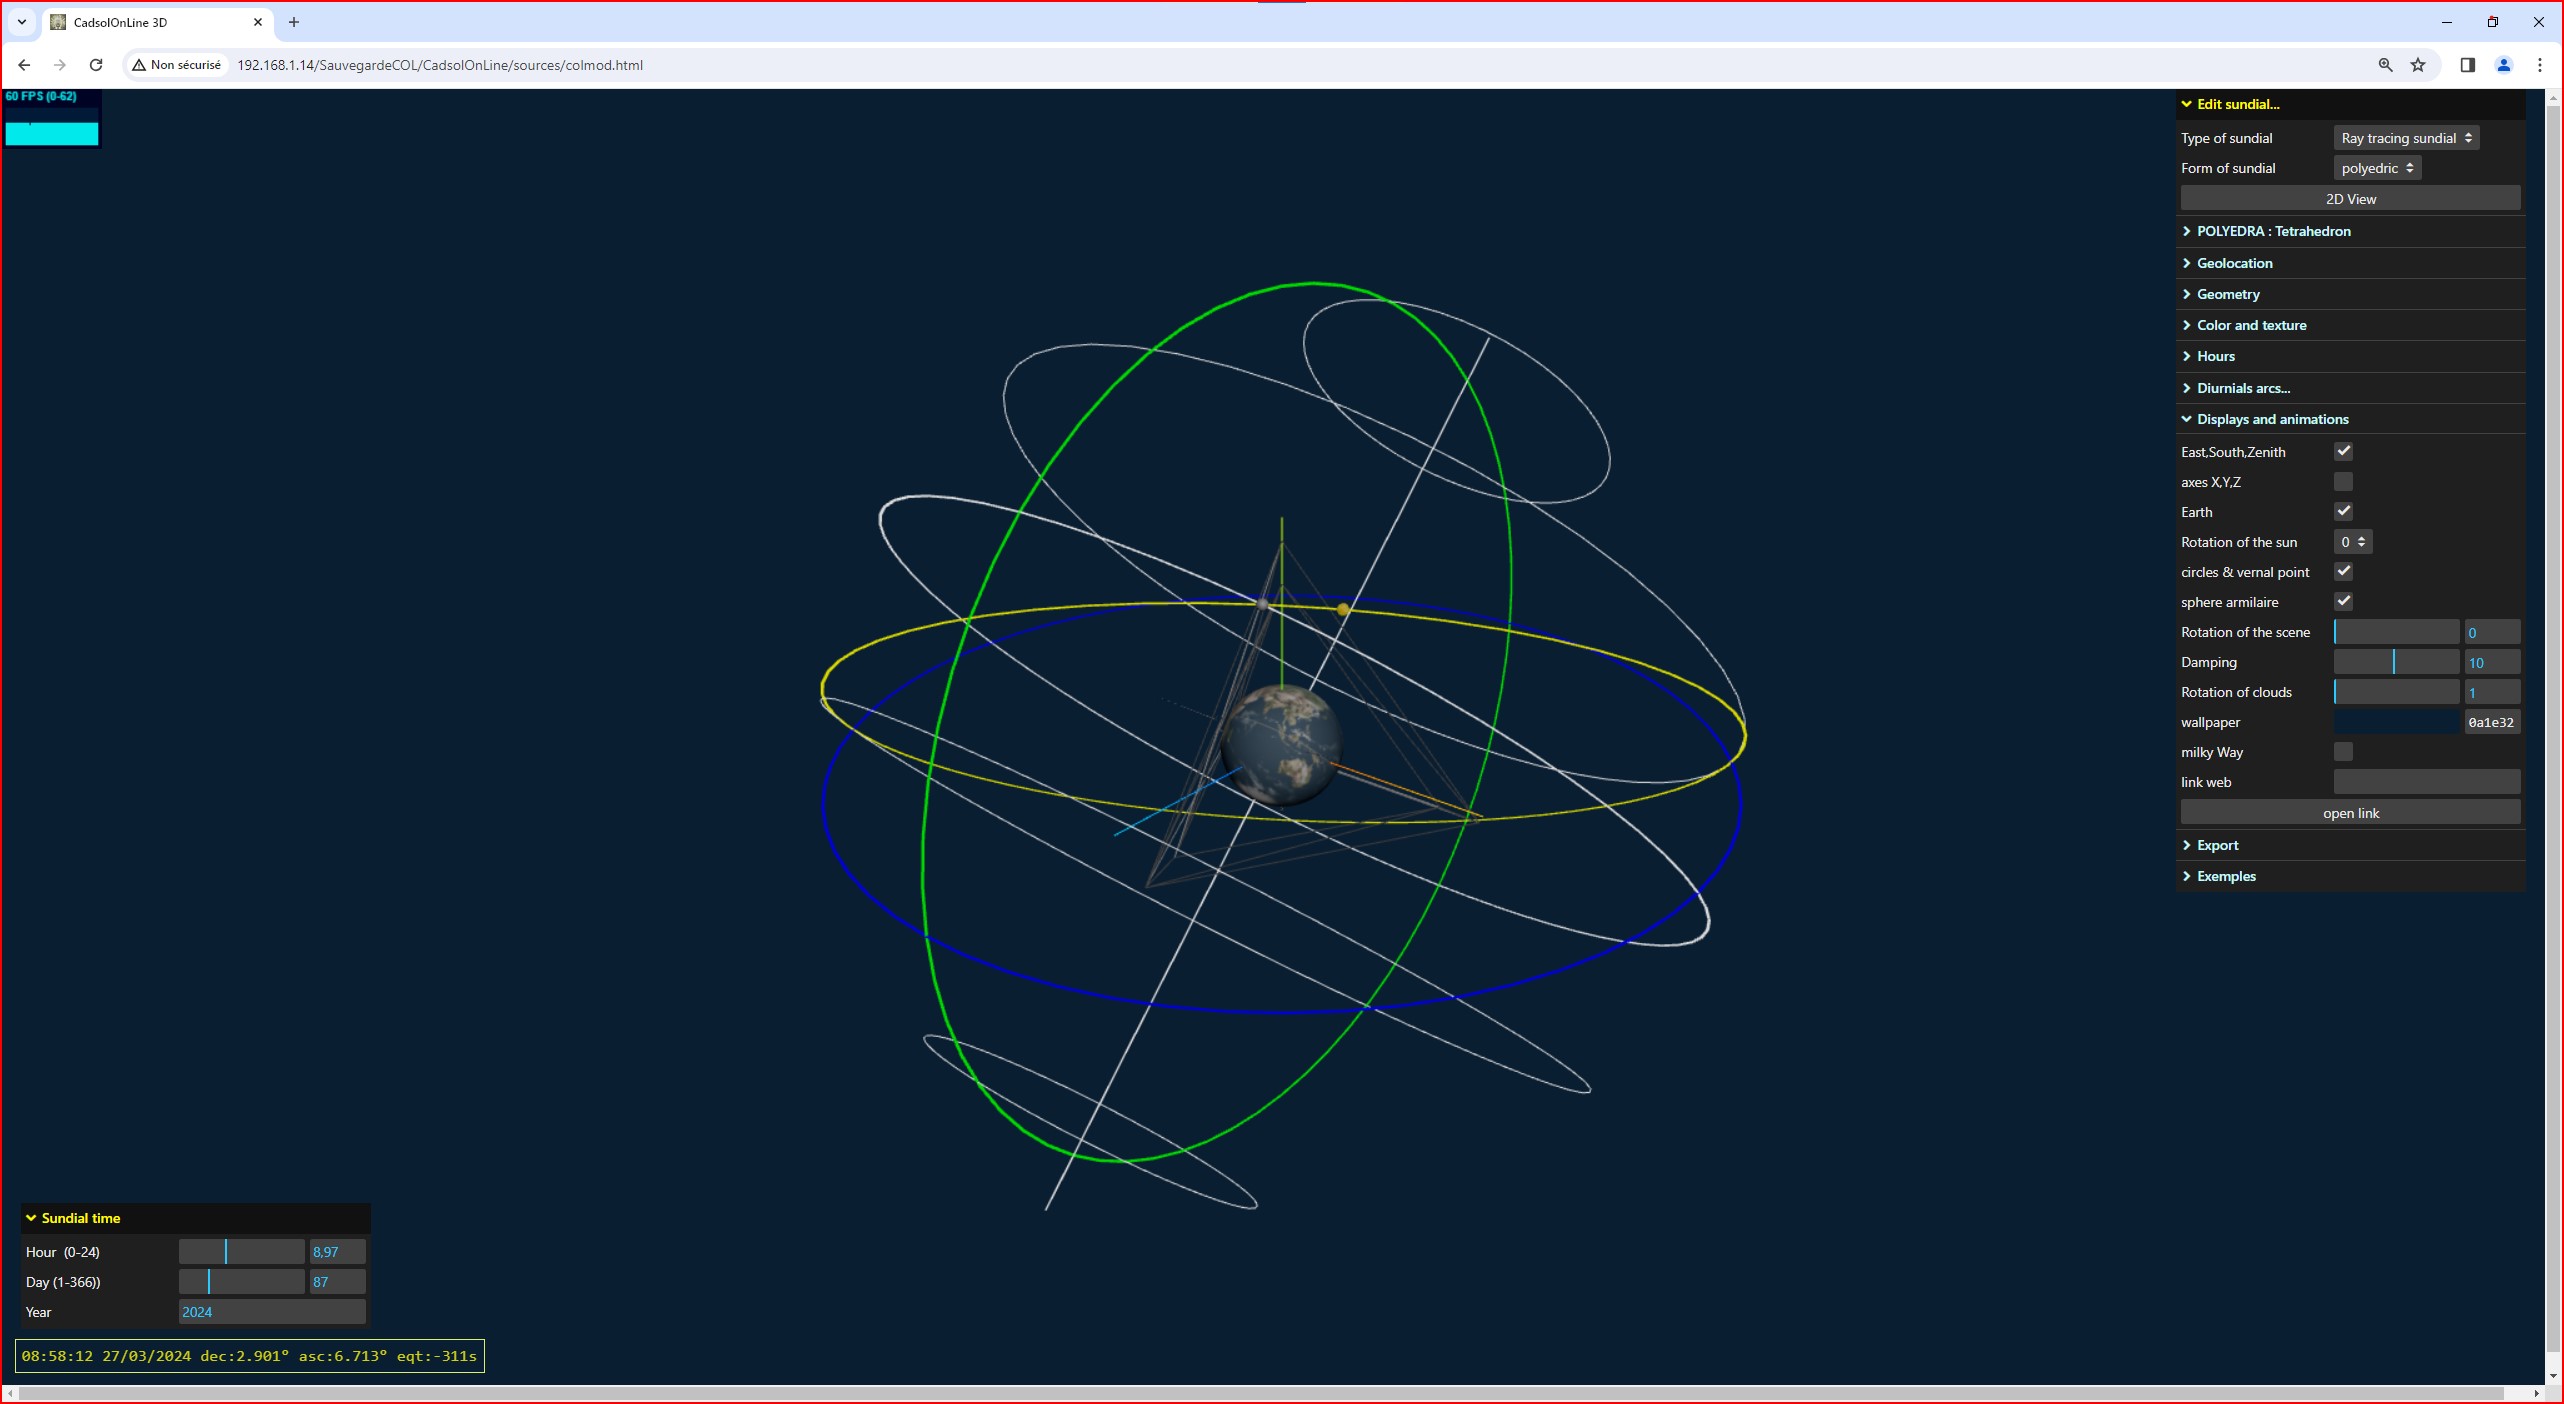 CadsolOnLine 3D
Non sécurisé 192.168.1.14/SauvegardeCOL/CadsolOnLine/sources/colmod.html
60 FPS (0-62)
Edit sundial...
Type of sundial Ray tracing sundial
Form of sundial polyedric
2D View
POLYEDRA : Tetrahedron
Geolocation
Geometry
Color and texture
Hours
Diurnials arcs...
Displays and animations
East,South,Zenith
axes X,Y,Z
Earth
Rotation of the sun 0
circles & vernal point
sphere armilaire
Rotation of the scene 0
Damping 10
Rotation of clouds 1
wallpaper 0a1e32
milky Way
link web
open link
Export
Exemples
Sundial time
Hour (0-24) 8,97
Day (1-366)) 87
Year 2024
08:58:12 27/03/2024 dec:2.901° asc:6.713° eqt:-311s